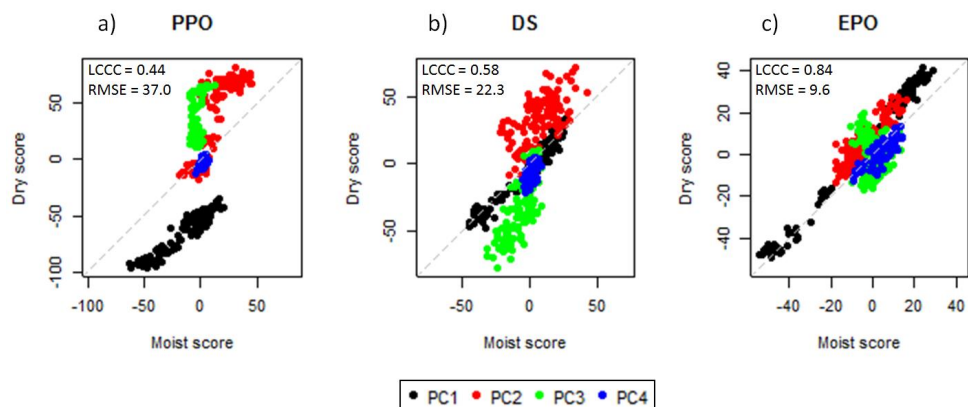 a) PPO
LCCC = 0.44
RMSE = 37.0
Dry score
50
0
-50
-100
-100 -50 0 50
Moist score
b) DS
LCCC = 0.58
RMSE = 22.3
Dry score
50
0
-50
-50 0 50
Moist score
c) EPO
LCCC = 0.84
RMSE = 9.6
Dry score
40
20
0
-20
-40
-40 -20 0 20
Moist score
PC1 PC2 PC3 PC4